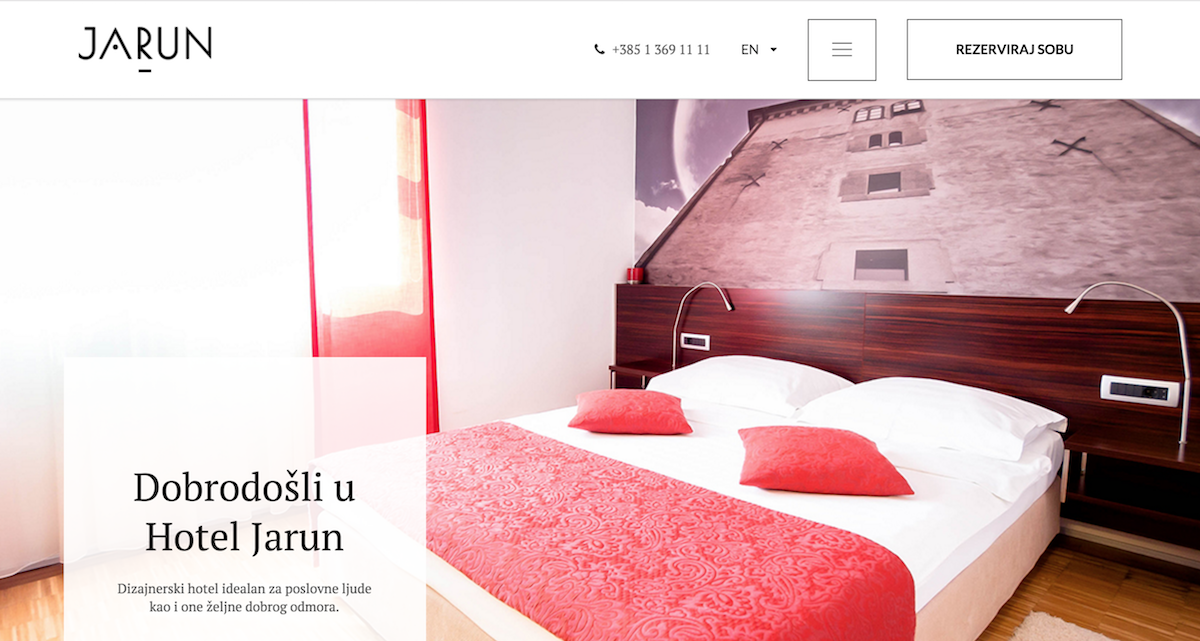 JARUN
+385 1 369 11 11
EN
REZERVIRAJ SOBU
Dobrodošli u
Hotel Jarun
Dizajnerski hotel idealan za poslovne ljude
kao i one željne dobrog odmora.